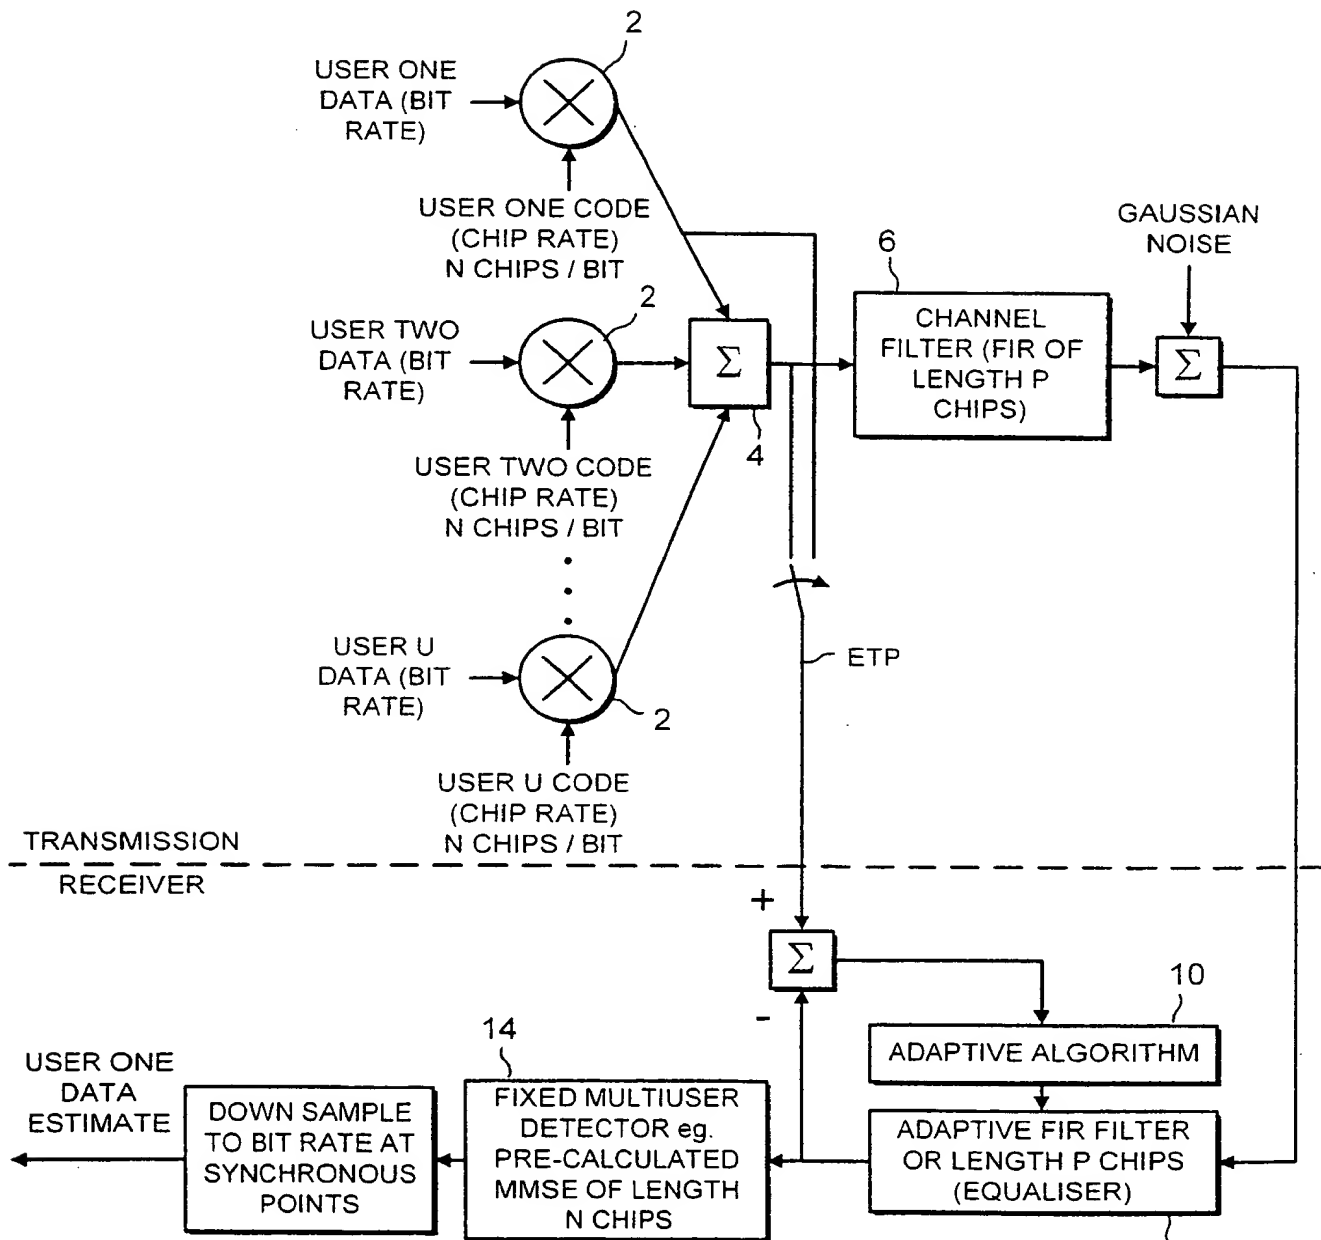 2
USER ONE
DATA (BIT
RATE)
USER ONE CODE
(CHIP RATE)
N CHIPS / BIT
GAUSSIAN
NOISE
6
2
USER TWO
DATA (BIT
RATE)
Σ
4
CHANNEL
FILTER (FIR OF
LENGTH P
CHIPS)
Σ
USER TWO CODE
(CHIP RATE)
N CHIPS / BIT
USER U
DATA (BIT
RATE)
2
ETP
USER U CODE
(CHIP RATE)
N CHIPS / BIT
TRANSMISSION
RECEIVER
+
Σ
-
10
ADAPTIVE ALGORITHM
14
USER ONE
DATA
ESTIMATE
DOWN SAMPLE
TO BIT RATE AT
SYNCHRONOUS
POINTS
FIXED MULTIUSER
DETECTOR eg.
PRE-CALCULATED
MMSE OF LENGTH
N CHIPS
ADAPTIVE FIR FILTER
OR LENGTH P CHIPS
(EQUALISER)